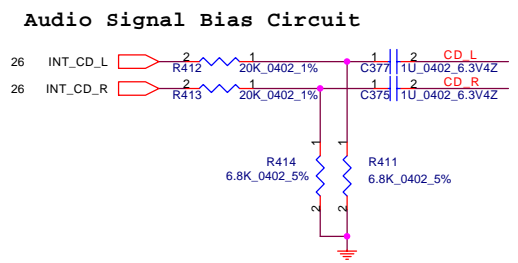 Audio Signal Bias Circuit
26 INT_CD_L 2 1 1 2 CD_L
R412 20K_0402_1% C377 1U_0402_6.3V4Z
26 INT_CD_R 2 1 1 2 CD_R
R413 20K_0402_1% C375 1U_0402_6.3V4Z
1 1
R414 R411
6.8K_0402_5% 6.8K_0402_5%
2 2